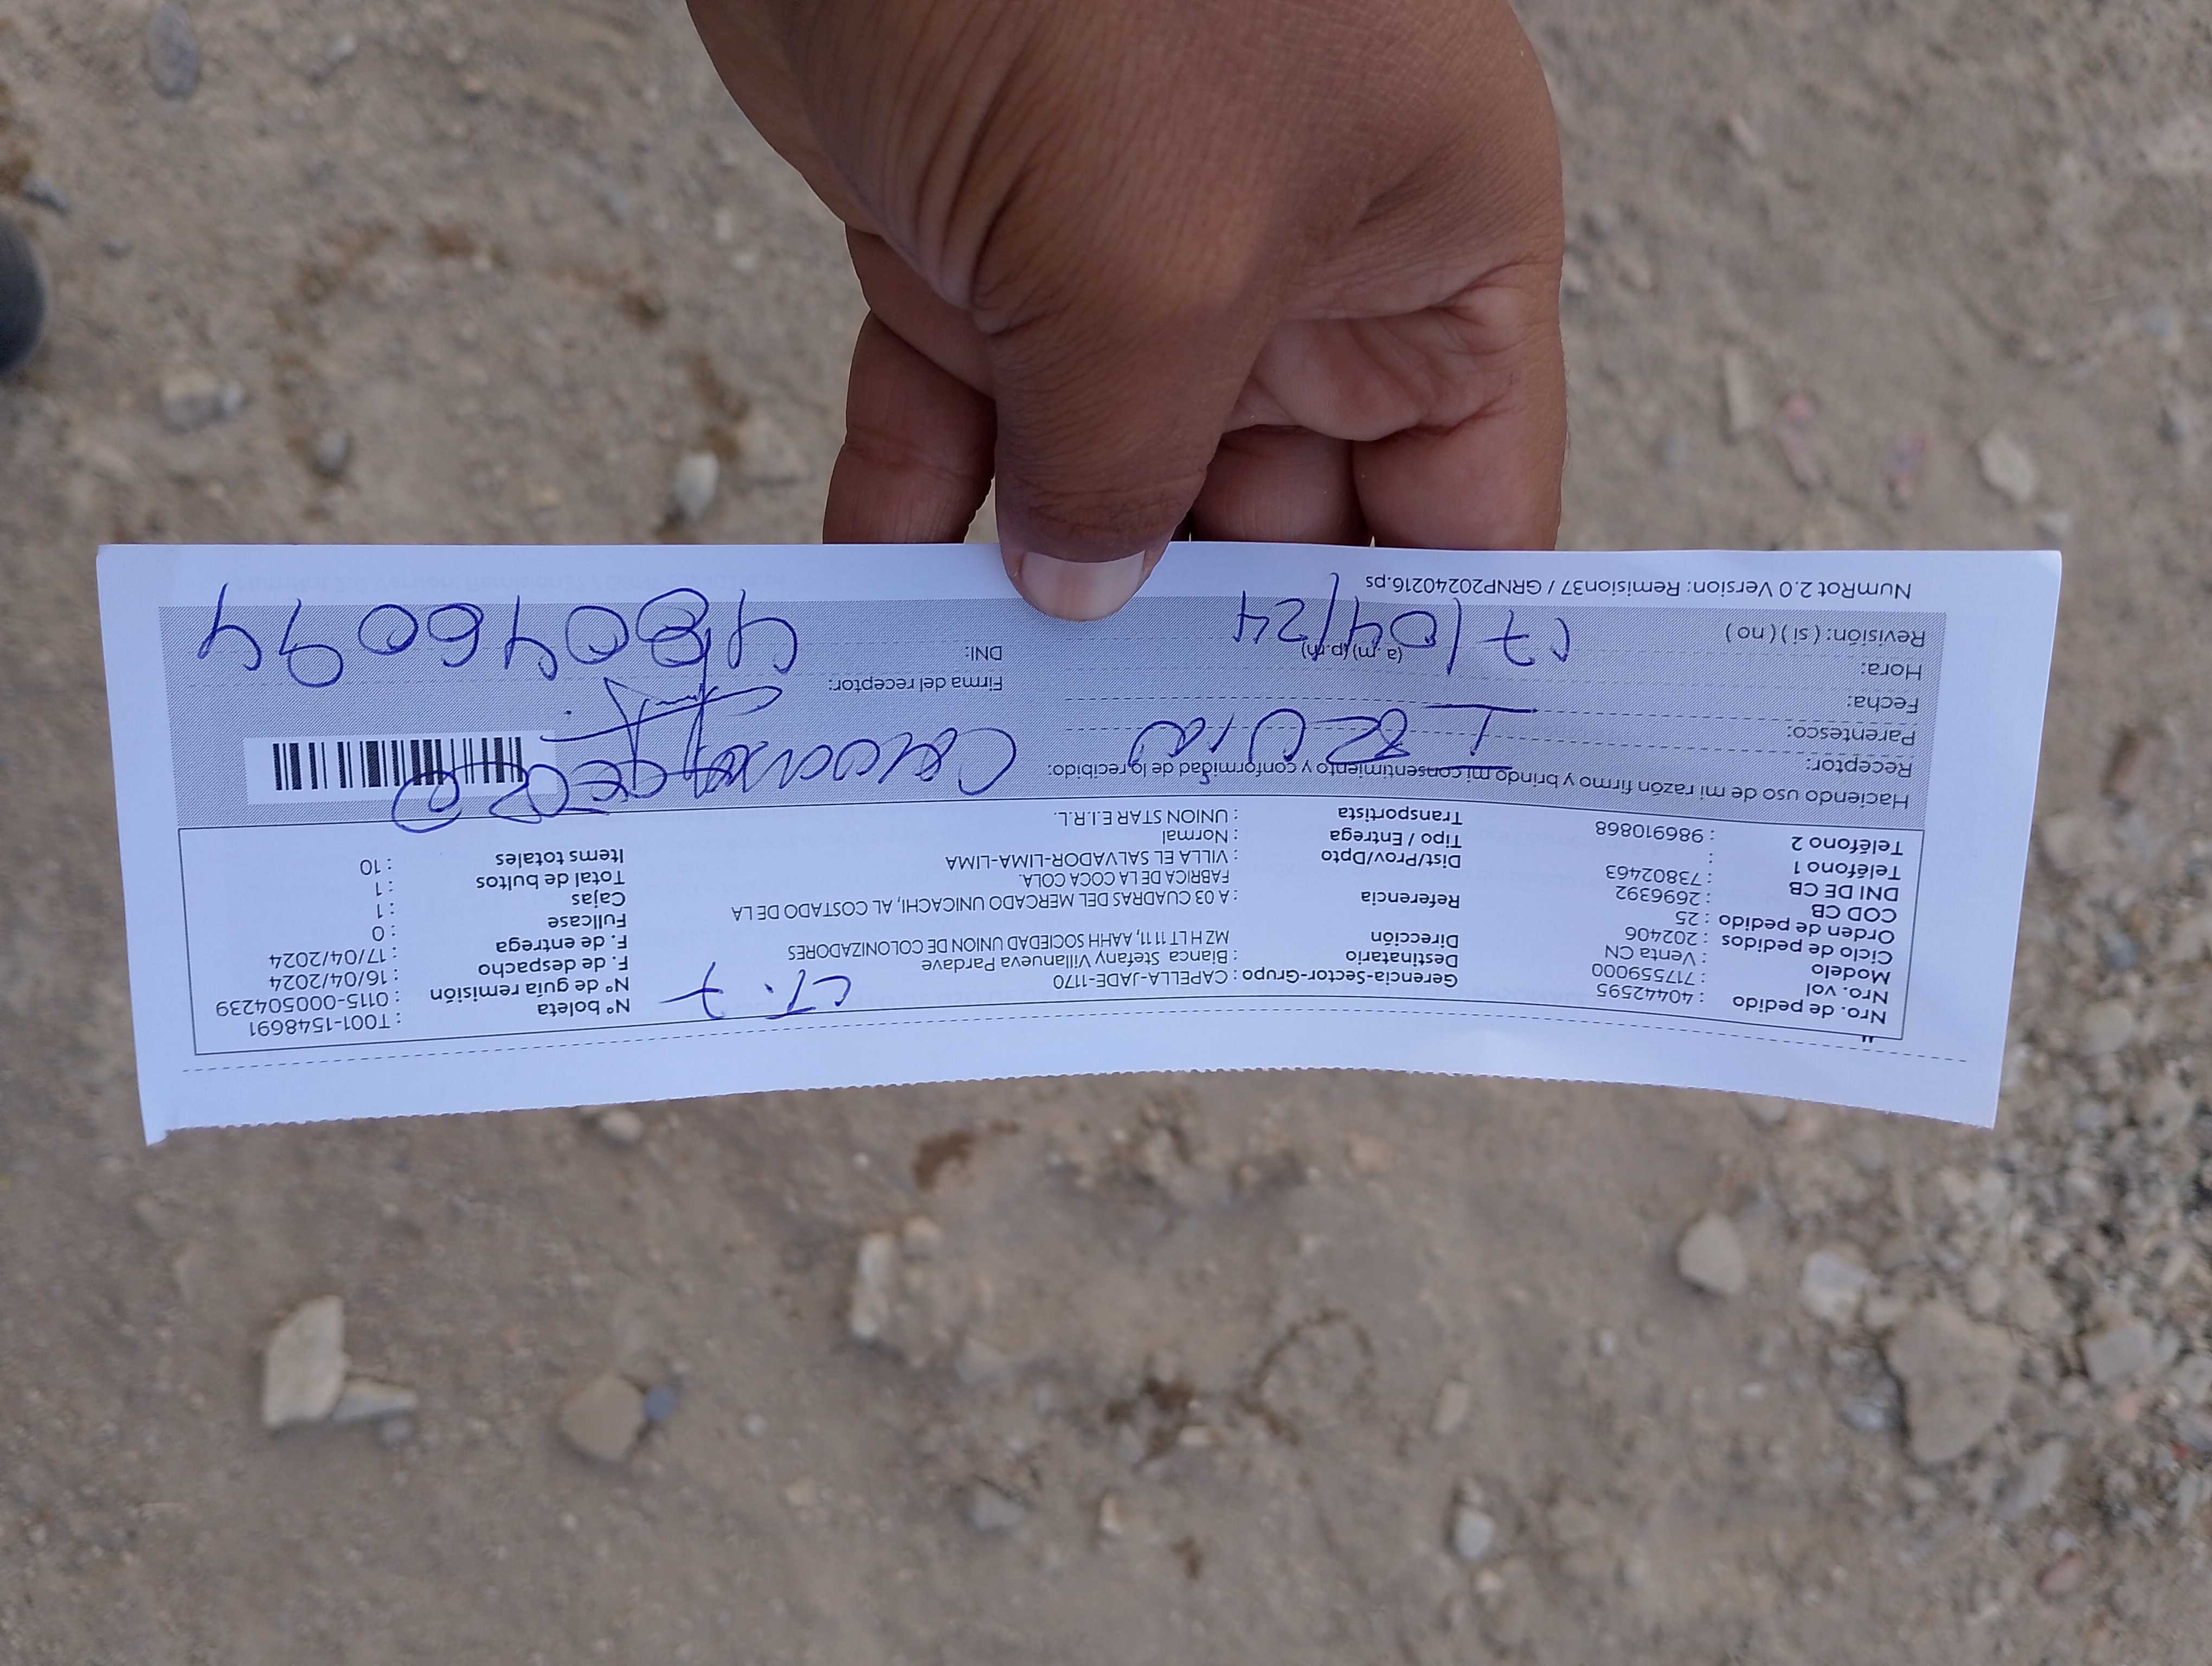 Nro. de pedido : 40442595
Nro. vol : 717559000
Modelo : Venta CN
Ciclo de pedidos : 202406
Orden de pedido : 25
COD CB : 2696392
DNI DE CB : 73802463
Teléfono 1 :
Teléfono 2 : 986910868
Gerencia-Sector-Grupo : CAPELLA-JADE-1170
Destinatario : Bianca Stefany Villanueva Pardave
Dirección MZ H LT 11 11, AAHH SOCIEDAD UNION DE COLONIZADORES
Referencia : A 03 CUADRAS DEL MERCADO UNICACHI, AL COSTADO DE LA
FABRICA DE LA COCA COLA.
Dist/Prov/Dpto : VILLA EL SALVADOR-LIMA-LIMA
Tipo / Entrega : Normal
Transportista : UNION STAR E.I.R.L.
CT. 7
N° boleta : T001-1548691
N° de guía remisión : 0115-000504239
F. de despacho : 16/04/2024
F. de entrega : 17/04/2024
Fullcase : 0
Cajas : 1
Total de bultos : 1
Items totales : 10
Haciendo uso de mi razón firmo y brindo mi consentimiento y conformidad de lo recibido:
Receptor:
Parentesco:
Fecha:
Hora: (a.m) (p.m)
17/04/24
Revisión: ( si ) ( no )
Firma del receptor:
DNI: 48046094
NumRot 2.0 Version: Remision37 / GRNP20240216.ps